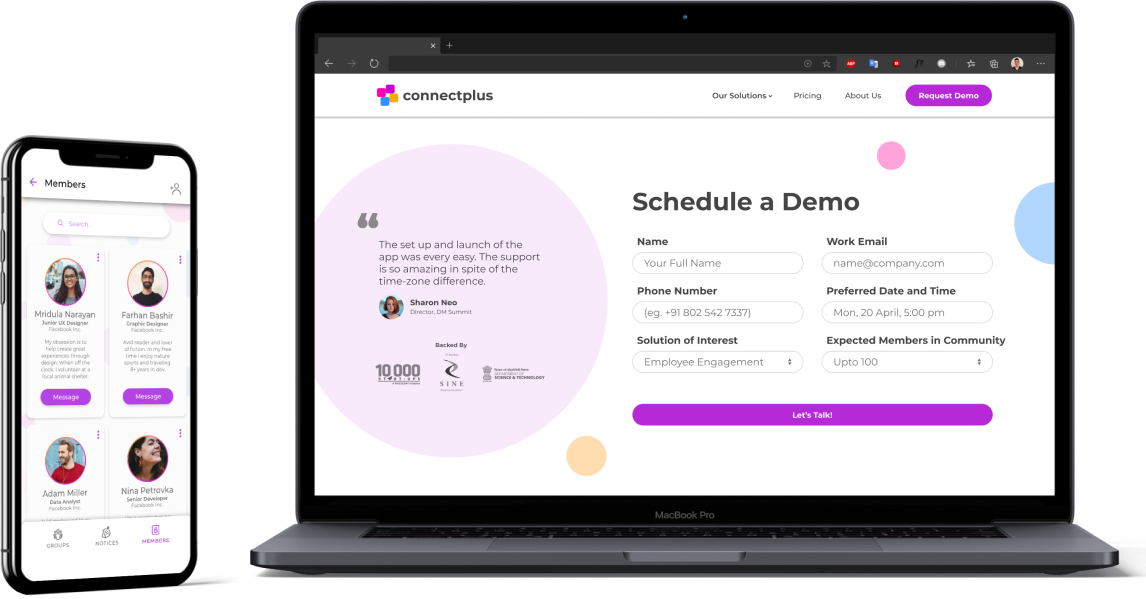 Members
Search..
Mridula Narayan
Junior UX Designer
Facebook Inc.
My obsession is to
help create great
experiences through
design. When off the
clock, I volunteer at a
local animal shelter.
Message
Farhan Bashir
Graphic Designer
Facebook Inc.
Avid reader and lover
of fiction. In my free
time I enjoy nature
sports and traveling.
8+ years in dev.
Message
Adam Miller
Data Analyst
Facebook Inc.
Nina Petrovka
Senior Developer
Facebook Inc.
GROUPS
NOTICES
MEMBERS
ABP
f?
connectplus
Our Solutions
Pricing
About Us
Request Demo
“
The set up and launch of the
app was every easy. The support
is so amazing in spite of the
time-zone difference.
Sharon Neo
Director, DM Summit
Backed By
10 000
STARTUPS
SINE
DEPARTMENT OF
SCIENCE & TECHNOLOGY
Schedule a Demo
Name
Your Full Name
Work Email
name@company.com
Phone Number
(eg. +91 802 542 7337)
Preferred Date and Time
Mon, 20 April, 5:00 pm
Solution of Interest
Employee Engagement
Expected Members in Community
Upto 100
Let's Talk!
MacBook Pro